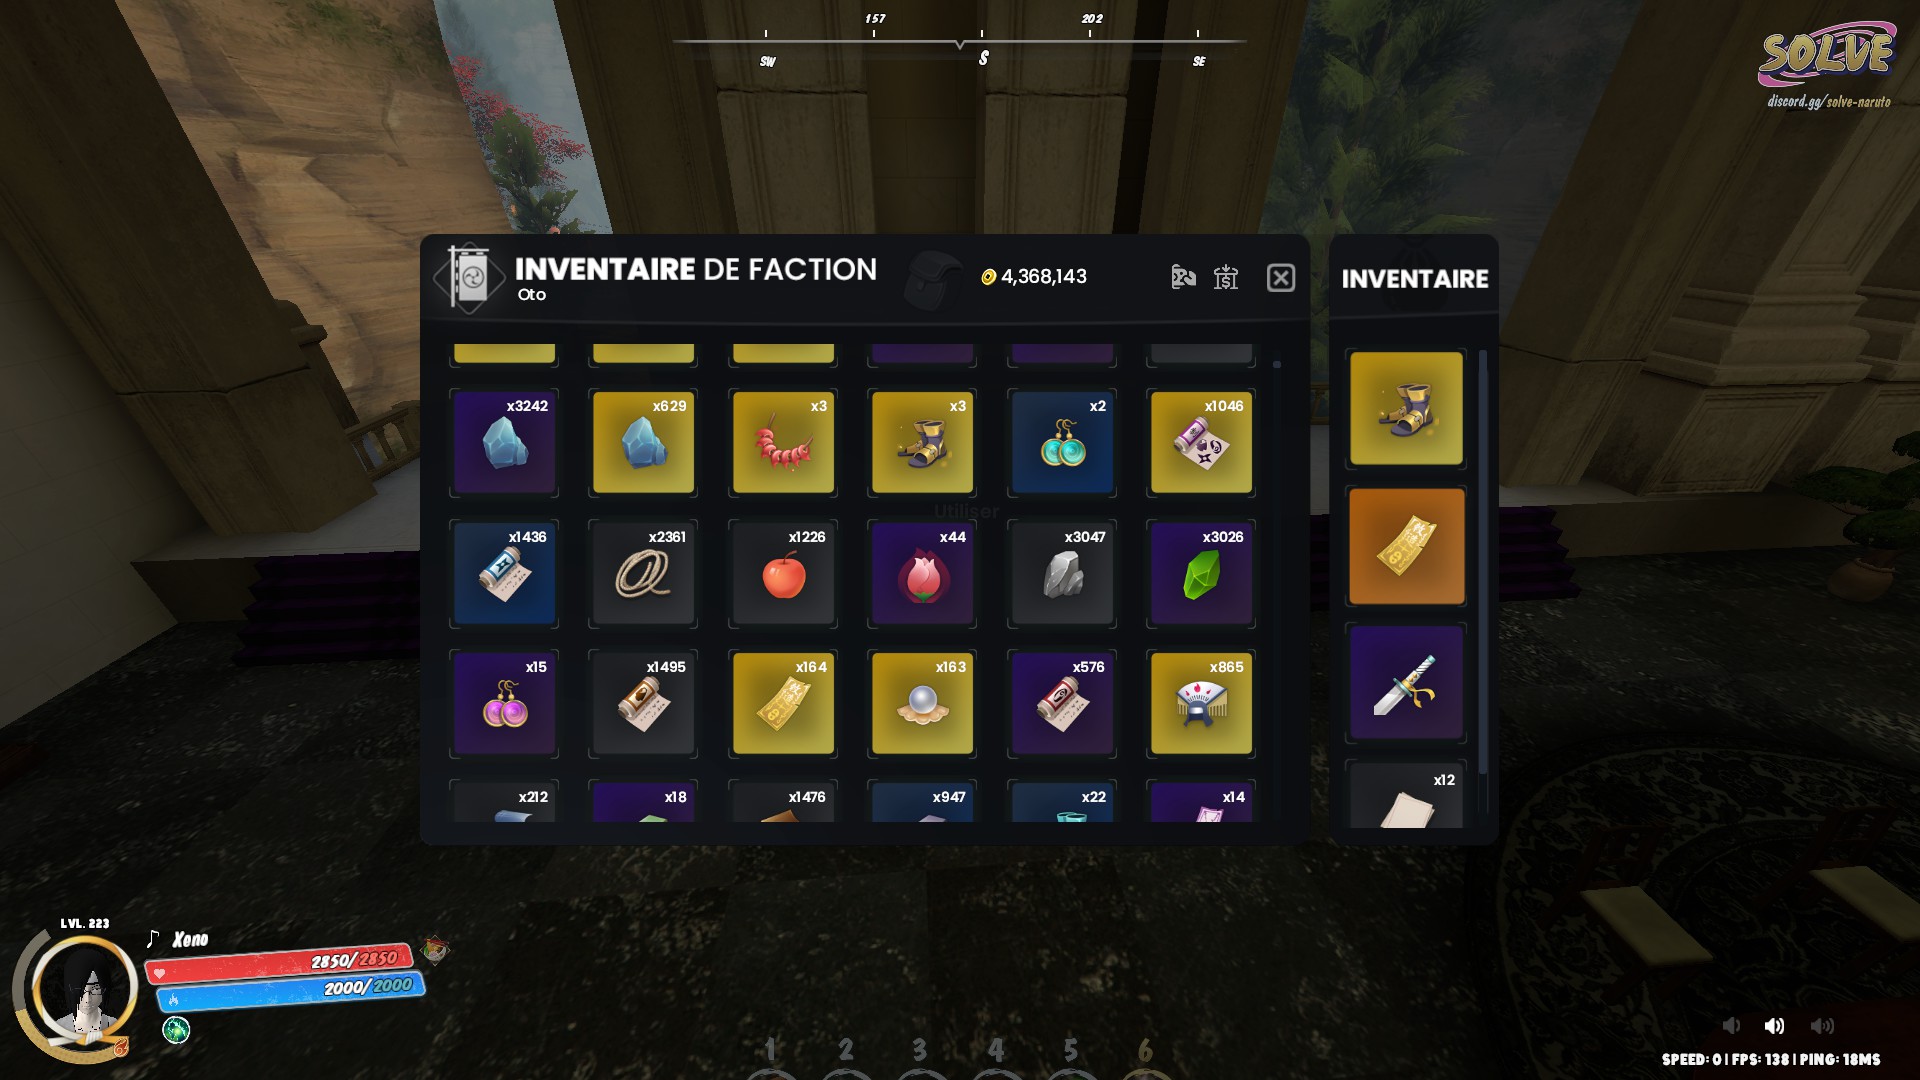 157
202
SW
S
SE
SOLVE
discord.gg/solve-naruto
INVENTAIRE DE FACTION
Oto
4,368,143
INVENTAIRE
x3242
x629
x3
x3
x2
x1046
Utiliser
x1436
x2361
x1226
x44
x3047
x3026
x15
x1495
x164
x163
x576
x865
x212
x18
x1476
x947
x22
x14
x12
LVL. 223
Xeno
2850/2850
2000/2000
1
2
3
4
5
6
SPEED: 0 | FPS: 138 | PING: 18MS